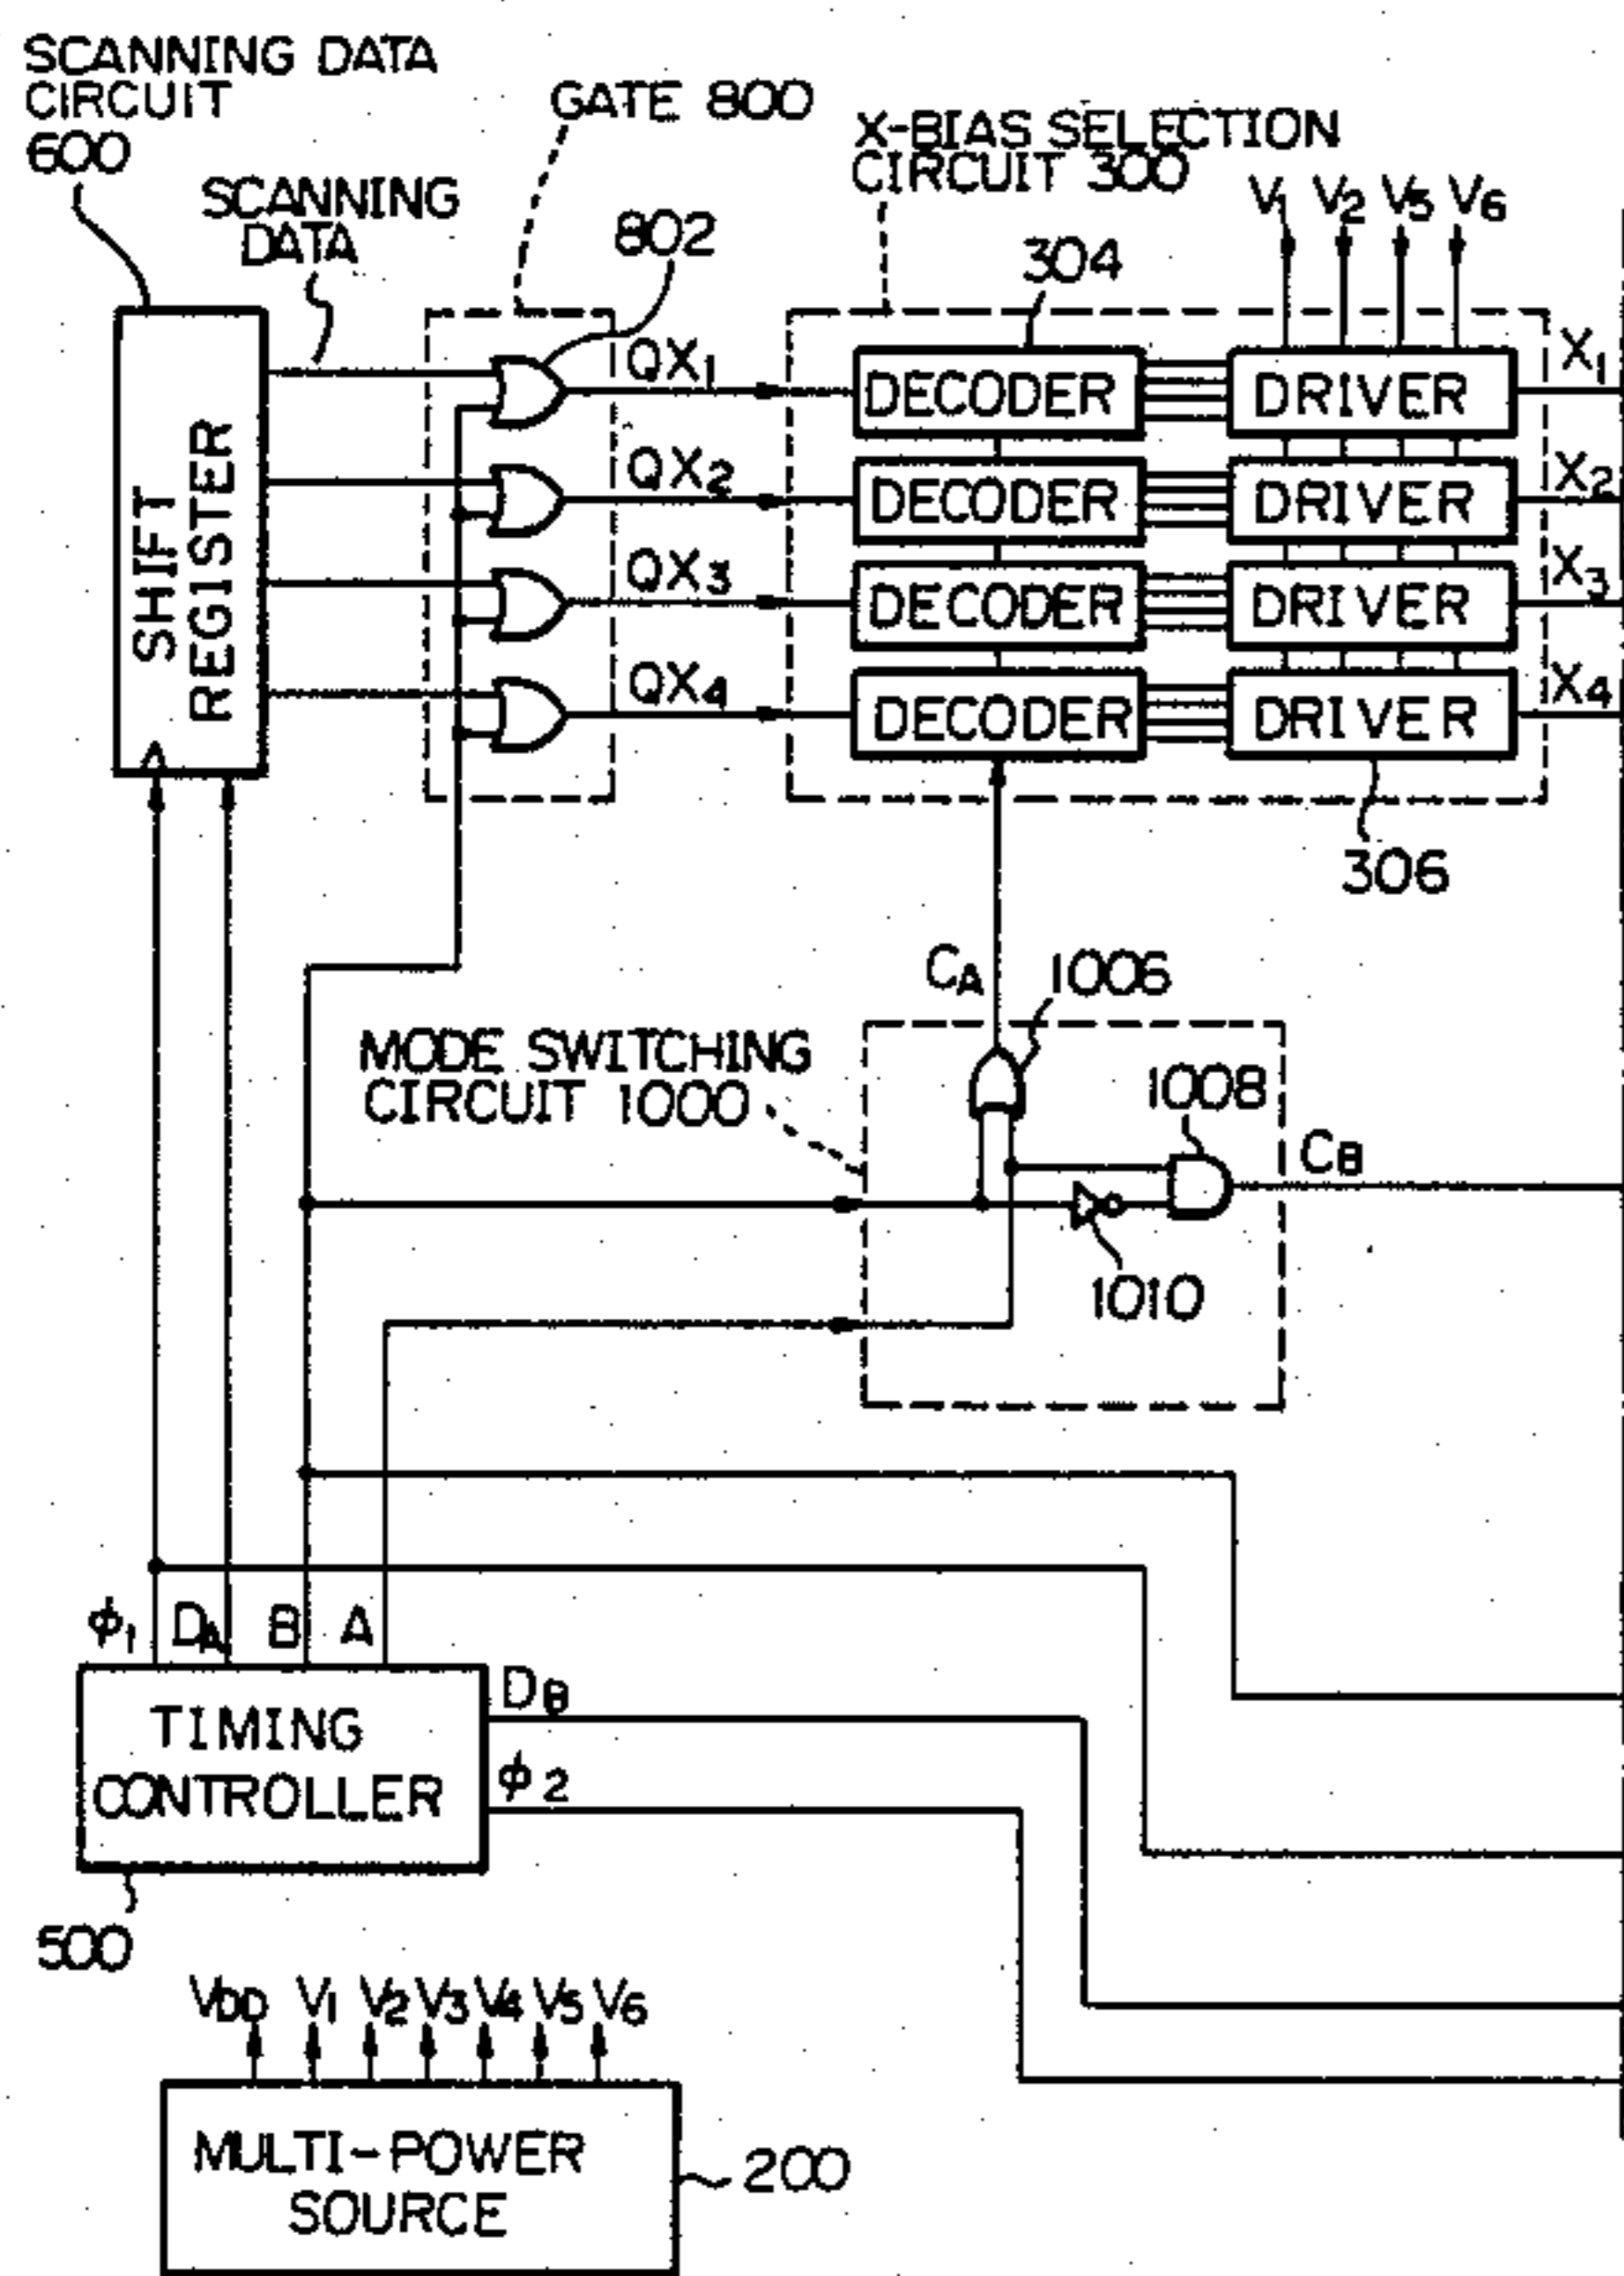 SCANNING DATA
CIRCUIT
600
GATE 800
X-BIAS SELECTION
CIRCUIT 300
SCANNING
DATA
802
304
V1 V2 V5 V6
SHIFT
REGISTER
QX1
DECODER
DRIVER
X1
QX2
DECODER
DRIVER
X2
QX3
DECODER
DRIVER
X3
QX4
DECODER
DRIVER
X4
306
CA
1006
MODE SWITCHING
CIRCUIT 1000
1008
CB
1010
ϕ1 DA B A
TIMING
CONTROLLER
DB
ϕ2
500
VDD V1 V2 V3 V4 V5 V6
MULTI-POWER
SOURCE
200